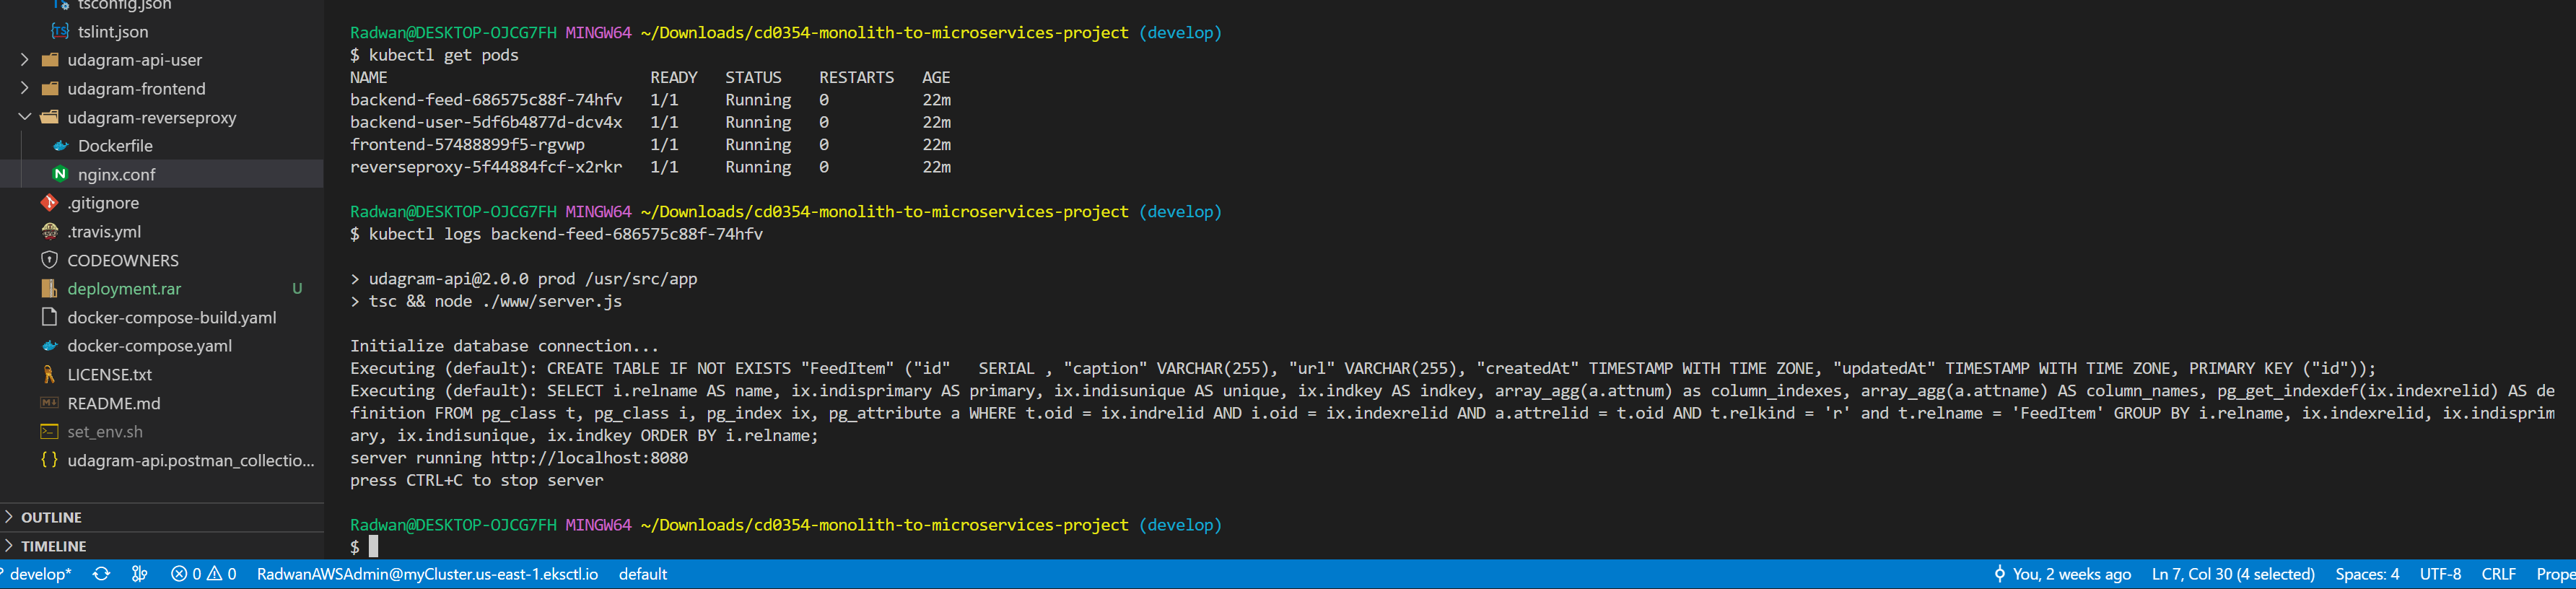 tsconfig.json
tslint.json
udagram-api-user
udagram-frontend
udagram-reverseproxy
Dockerfile
nginx.conf
.gitignore
.travis.yml
CODEOWNERS
deployment.rar U
docker-compose-build.yaml
docker-compose.yaml
LICENSE.txt
README.md
set_env.sh
udagram-api.postman_collectio...
OUTLINE
TIMELINE
Radwan@DESKTOP-OJCG7FH MINGW64 ~/Downloads/cd0354-monolith-to-microservices-project (develop)
$ kubectl get pods
NAME READY STATUS RESTARTS AGE
backend-feed-686575c88f-74hfv 1/1 Running 0 22m
backend-user-5df6b4877d-dcv4x 1/1 Running 0 22m
frontend-57488899f5-rgvwp 1/1 Running 0 22m
reverseproxy-5f44884fcf-x2rkr 1/1 Running 0 22m
Radwan@DESKTOP-OJCG7FH MINGW64 ~/Downloads/cd0354-monolith-to-microservices-project (develop)
$ kubectl logs backend-feed-686575c88f-74hfv
> udagram-api@2.0.0 prod /usr/src/app
> tsc && node ./www/server.js
Initialize database connection...
Executing (default): CREATE TABLE IF NOT EXISTS "FeedItem" ("id" SERIAL , "caption" VARCHAR(255), "url" VARCHAR(255), "createdAt" TIMESTAMP WITH TIME ZONE, "updatedAt" TIMESTAMP WITH TIME ZONE, PRIMARY KEY ("id"));
Executing (default): SELECT i.relname AS name, ix.indisprimary AS primary, ix.indisunique AS unique, ix.indkey AS indkey, array_agg(a.attnum) as column_indexes, array_agg(a.attname) AS column_names, pg_get_indexdef(ix.indexrelid) AS de
finition FROM pg_class t, pg_class i, pg_index ix, pg_attribute a WHERE t.oid = ix.indrelid AND i.oid = ix.indexrelid AND a.attrelid = t.oid AND t.relkind = 'r' and t.relname = 'FeedItem' GROUP BY i.relname, ix.indexrelid, ix.indisprim
ary, ix.indisunique, ix.indkey ORDER BY i.relname;
server running http://localhost:8080
press CTRL+C to stop server
Radwan@DESKTOP-OJCG7FH MINGW64 ~/Downloads/cd0354-monolith-to-microservices-project (develop)
$
develop* 0 0 RadwanAWSAdmin@myCluster.us-east-1.eksctl.io default You, 2 weeks ago Ln 7, Col 30 (4 selected) Spaces: 4 UTF-8 CRLF Prope